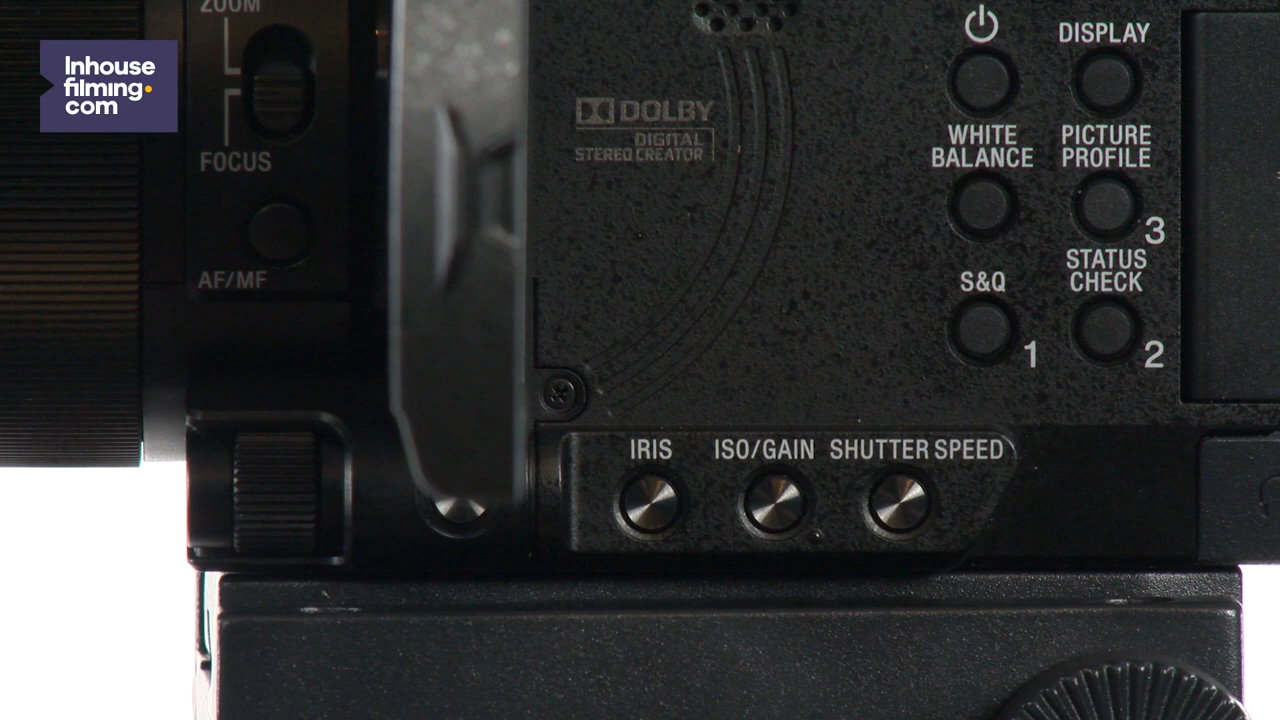 ZOOM
Inhouse
filming.
com
FOCUS
AF/MF
DOLBY
DIGITAL
STEREO CREATOR
DISPLAY
WHITE
BALANCE
PICTURE
PROFILE
3
S&Q
1
STATUS
CHECK
2
IRIS
ISO/GAIN
SHUTTER SPEED